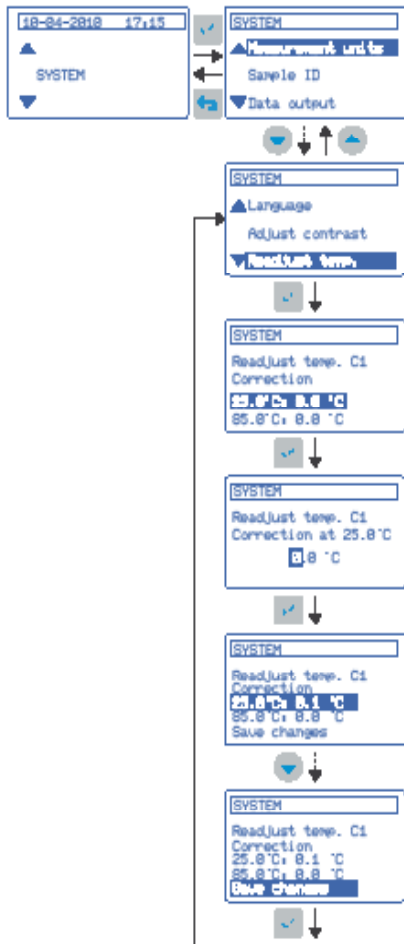 10-04-2010 17:15
SYSTEM
SYSTEM
Measurement units
Sample ID
Data output
SYSTEM
Language
Adjust contrast
Readjust temp.
SYSTEM
Readjust temp. C1
Correction
25.0°C: 0.0 °C
85.0°C: 0.0 °C
SYSTEM
Readjust temp. C1
Correction at 25.0°C
0.0 °C
SYSTEM
Readjust temp. C1
Correction
25.0°C: 0.1 °C
85.0°C: 0.0 °C
Save changes
SYSTEM
Readjust temp. C1
Correction
25.0°C: 0.1 °C
85.0°C: 0.0 °C
Save changes